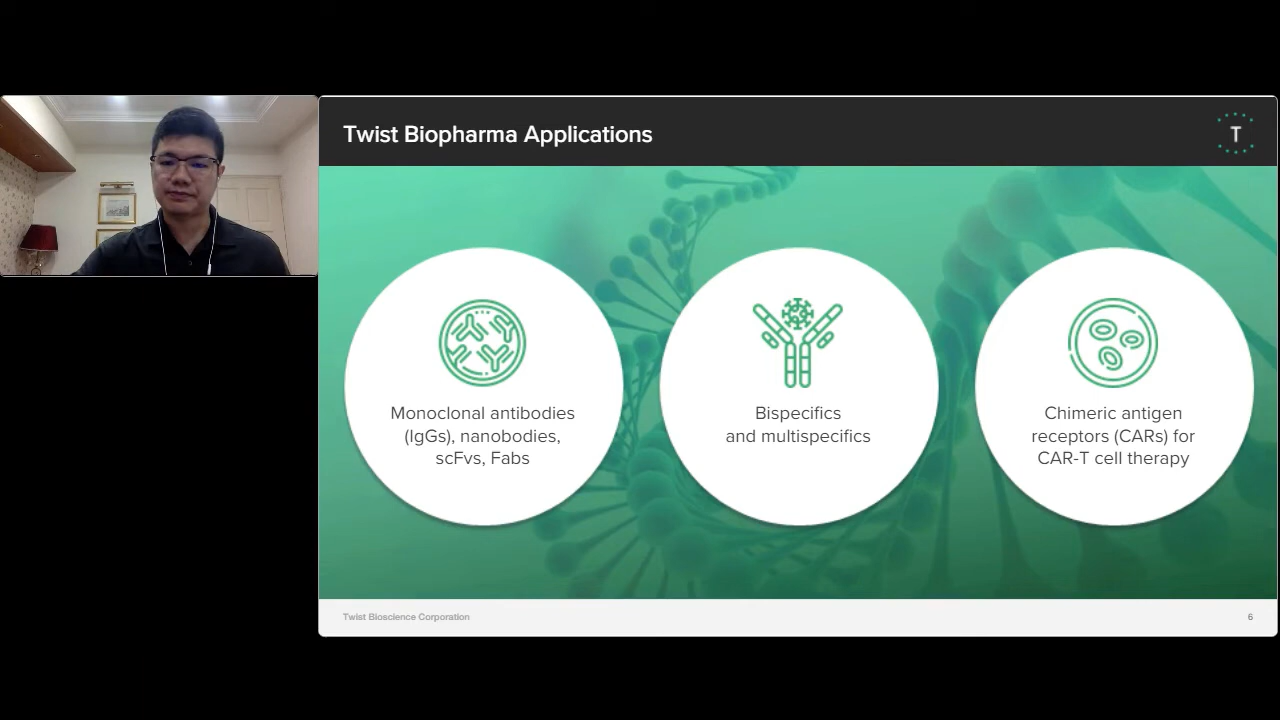 Twist Biopharma Applications
T
Monoclonal antibodies
(IgGs), nanobodies,
scFvs, Fabs
Bispecifics
and multispecifics
Chimeric antigen
receptors (CARs) for
CAR-T cell therapy
Twist Bioscience Corporation
6